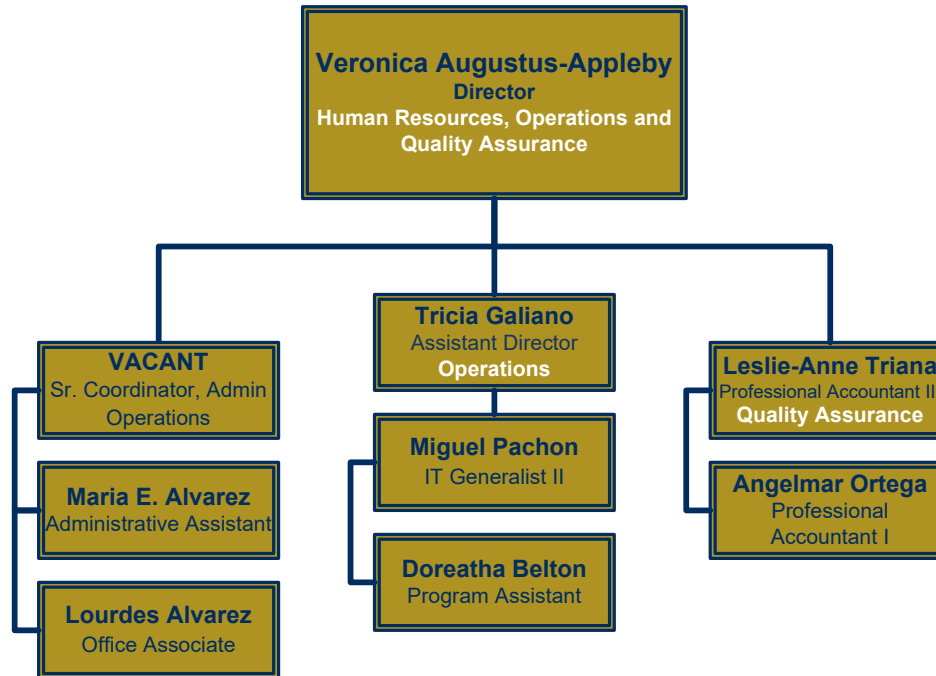 Veronica Augustus-Appleby
Director
Human Resources, Operations and
Quality Assurance
VACANT
Sr. Coordinator, Admin
Operations
Maria E. Alvarez
Administrative Assistant
Lourdes Alvarez
Office Associate
Tricia Galiano
Assistant Director
Operations
Miguel Pachon
IT Generalist II
Doreatha Belton
Program Assistant
Leslie-Anne Triana
Professional Accountant II
Quality Assurance
Angelmar Ortega
Professional
Accountant I